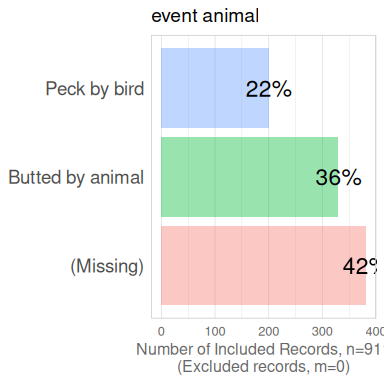 event animal
Peck by bird
22%
Butted by animal
36%
(Missing)
42%
0 100 200 300 400
Number of Included Records, n=91
(Excluded records, m=0)